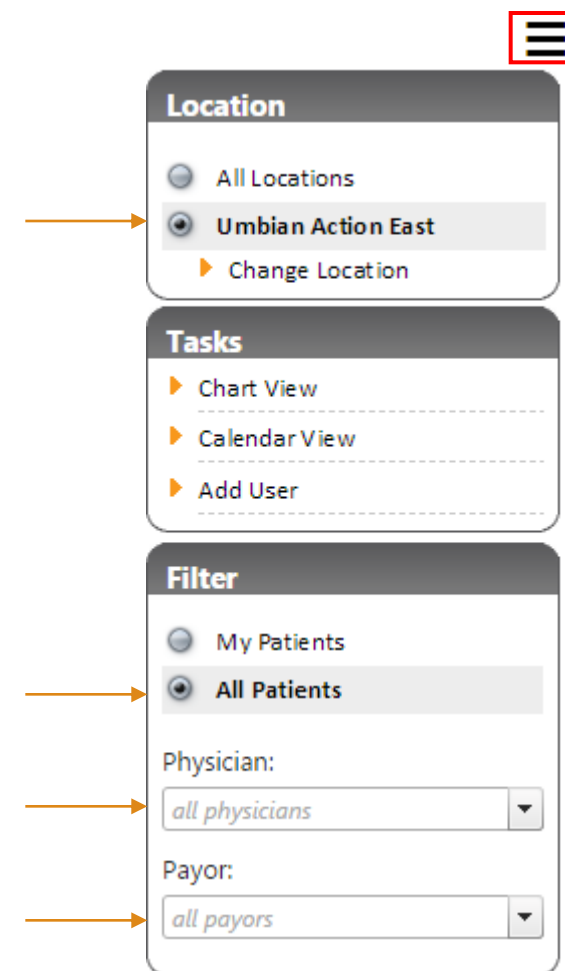 Location
All Locations
Umbian Action East
Change Location
Tasks
Chart View
Calendar View
Add User
Filter
My Patients
All Patients
Physician:
all physicians
Payor:
all payors